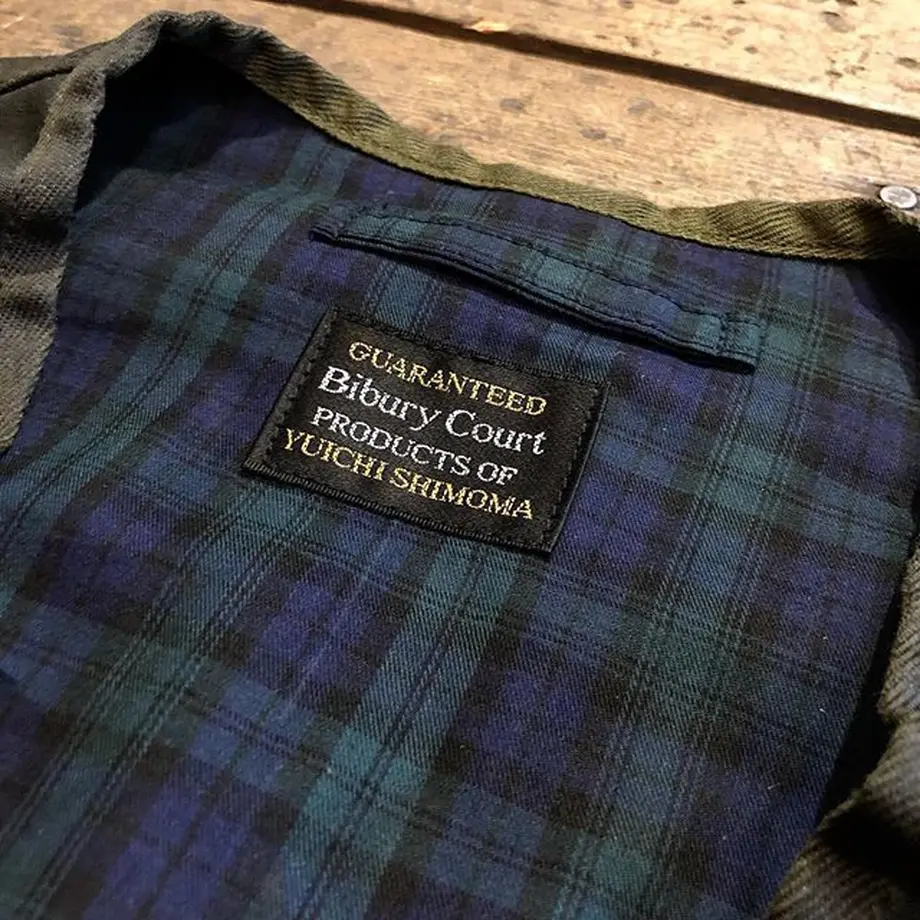 GUARANTEED
Bibury Court
PRODUCTS OF
YUICHI SHIMOMA